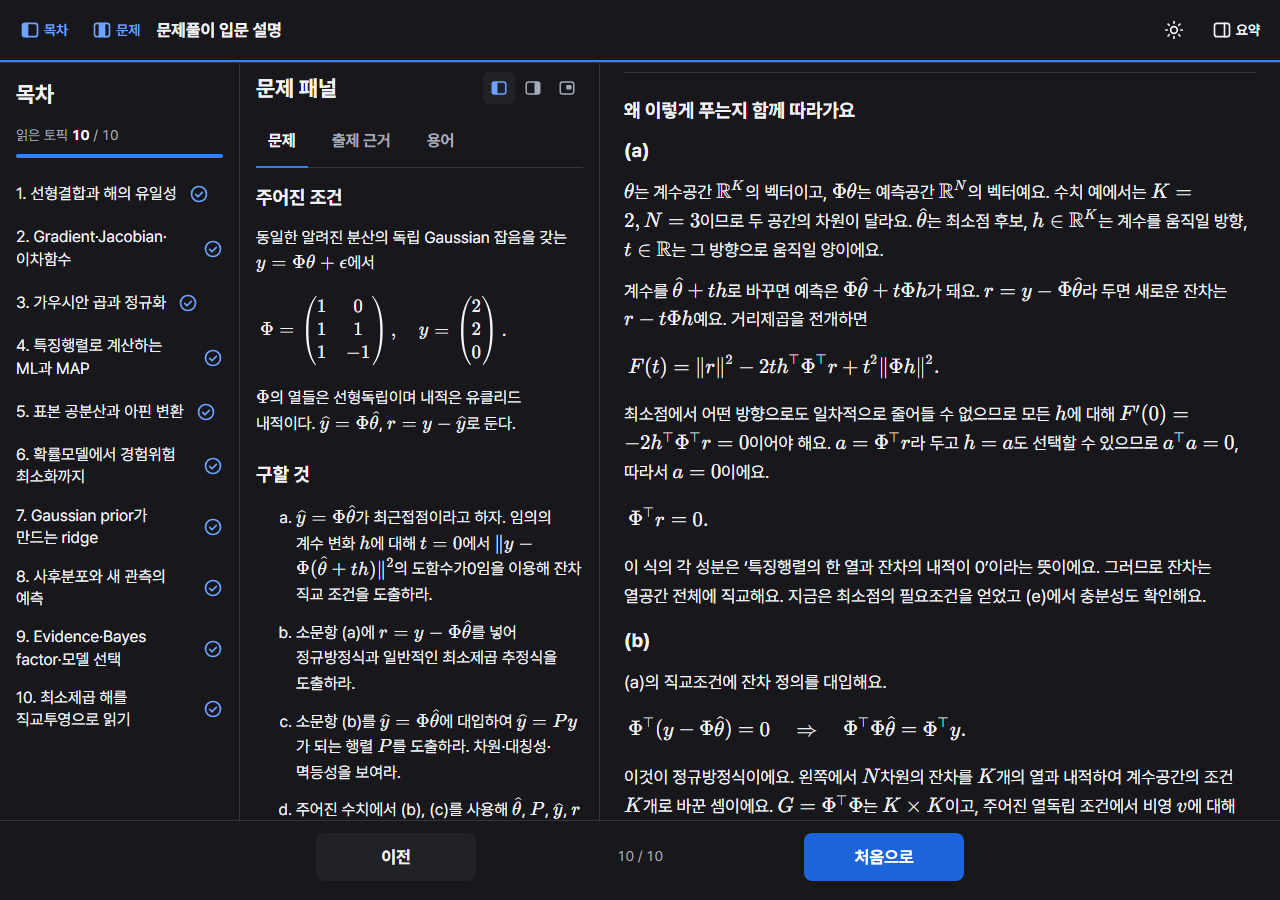 목차
문제
문제풀이 입문 설명
요약
목차
읽은 토픽 10 / 10
1. 선형결합과 해의 유일성
2. Gradient·Jacobian·
이차함수
3. 가우시안 곱과 정규화
4. 특징행렬로 계산하는
ML과 MAP
5. 표본 공분산과 아핀 변환
6. 확률모델에서 경험위험
최소화까지
7. Gaussian prior가
만드는 ridge
8. 사후분포와 새 관측의
예측
9. Evidence·Bayes
factor·모델 선택
10. 최소제곱 해를
직교투영으로 읽기
문제 패널
문제 출제 근거 용어
주어진 조건
동일한 알려진 분산의 독립 Gaussian 잡음을 갖는
y = Φθ + ϵ에서
Φ = (1 0; 1 1; 1 −1), y = (2; 2; 0).
Φ의 열들은 선형독립이며 내적은 유클리드
내적이다. ŷ = Φθ̂, r = y − ŷ로 둔다.
구할 것
a. ŷ = Φθ̂가 최근접점이라고 하자. 임의의
계수 변화 h에 대해 t = 0에서 ‖y −
Φ(θ̂ + th)‖²의 도함수가0임을 이용해 잔차
직교 조건을 도출하라.
b. 소문항 (a)에 r = y − Φθ̂를 넣어
정규방정식과 일반적인 최소제곱 추정식을
도출하라.
c. 소문항 (b)를 ŷ = Φθ̂에 대입하여 ŷ = Py
가 되는 행렬 P를 도출하라. 차원·대칭성·
멱등성을 보여라.
d. 주어진 수치에서 (b), (c)를 사용해 θ̂, P, ŷ, r
왜 이렇게 푸는지 함께 따라가요
(a)
θ는 계수공간 ℝᴷ의 벡터이고, Φθ는 예측공간 ℝᴺ의 벡터예요. 수치 예에서는 K =
2, N = 3이므로 두 공간의 차원이 달라요. θ̂는 최소점 후보, h ∈ ℝᴷ는 계수를 움직일 방향,
t ∈ ℝ는 그 방향으로 움직일 양이에요.
계수를 θ̂ + th로 바꾸면 예측은 Φθ̂ + tΦh가 돼요. r = y − Φθ̂라 두면 새로운 잔차는
r − tΦh예요. 거리제곱을 전개하면
F(t) = ‖r‖² − 2th⊤Φ⊤r + t²‖Φh‖².
최소점에서 어떤 방향으로도 일차적으로 줄어들 수 없으므로 모든 h에 대해 F′(0) =
−2h⊤Φ⊤r = 0이어야 해요. a = Φ⊤r라 두고 h = a도 선택할 수 있으므로 a⊤a = 0,
따라서 a = 0이에요.
Φ⊤r = 0.
이 식의 각 성분은 ‘특징행렬의 한 열과 잔차의 내적이 0’이라는 뜻이에요. 그러므로 잔차는
열공간 전체에 직교해요. 지금은 최소점의 필요조건을 얻었고 (e)에서 충분성도 확인해요.
(b)
(a)의 직교조건에 잔차 정의를 대입해요.
Φ⊤(y − Φθ̂) = 0 ⇒ Φ⊤Φθ̂ = Φ⊤y.
이것이 정규방정식이에요. 왼쪽에서 N차원의 잔차를 K개의 열과 내적하여 계수공간의 조건
K개로 바꾼 셈이에요. G = Φ⊤Φ는 K × K이고, 주어진 열독립 조건에서 비영 v에 대해
이전
10 / 10
처음으로